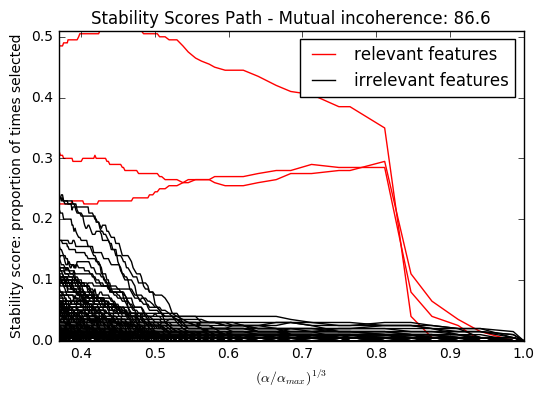 Stability Scores Path - Mutual incoherence: 86.6
relevant features
irrelevant features
Stability score: proportion of times selected
0.5
0.4
0.3
0.2
0.1
0.0
0.4 0.5 0.6 0.7 0.8 0.9 1.0
(α/α_max)^{1/3}